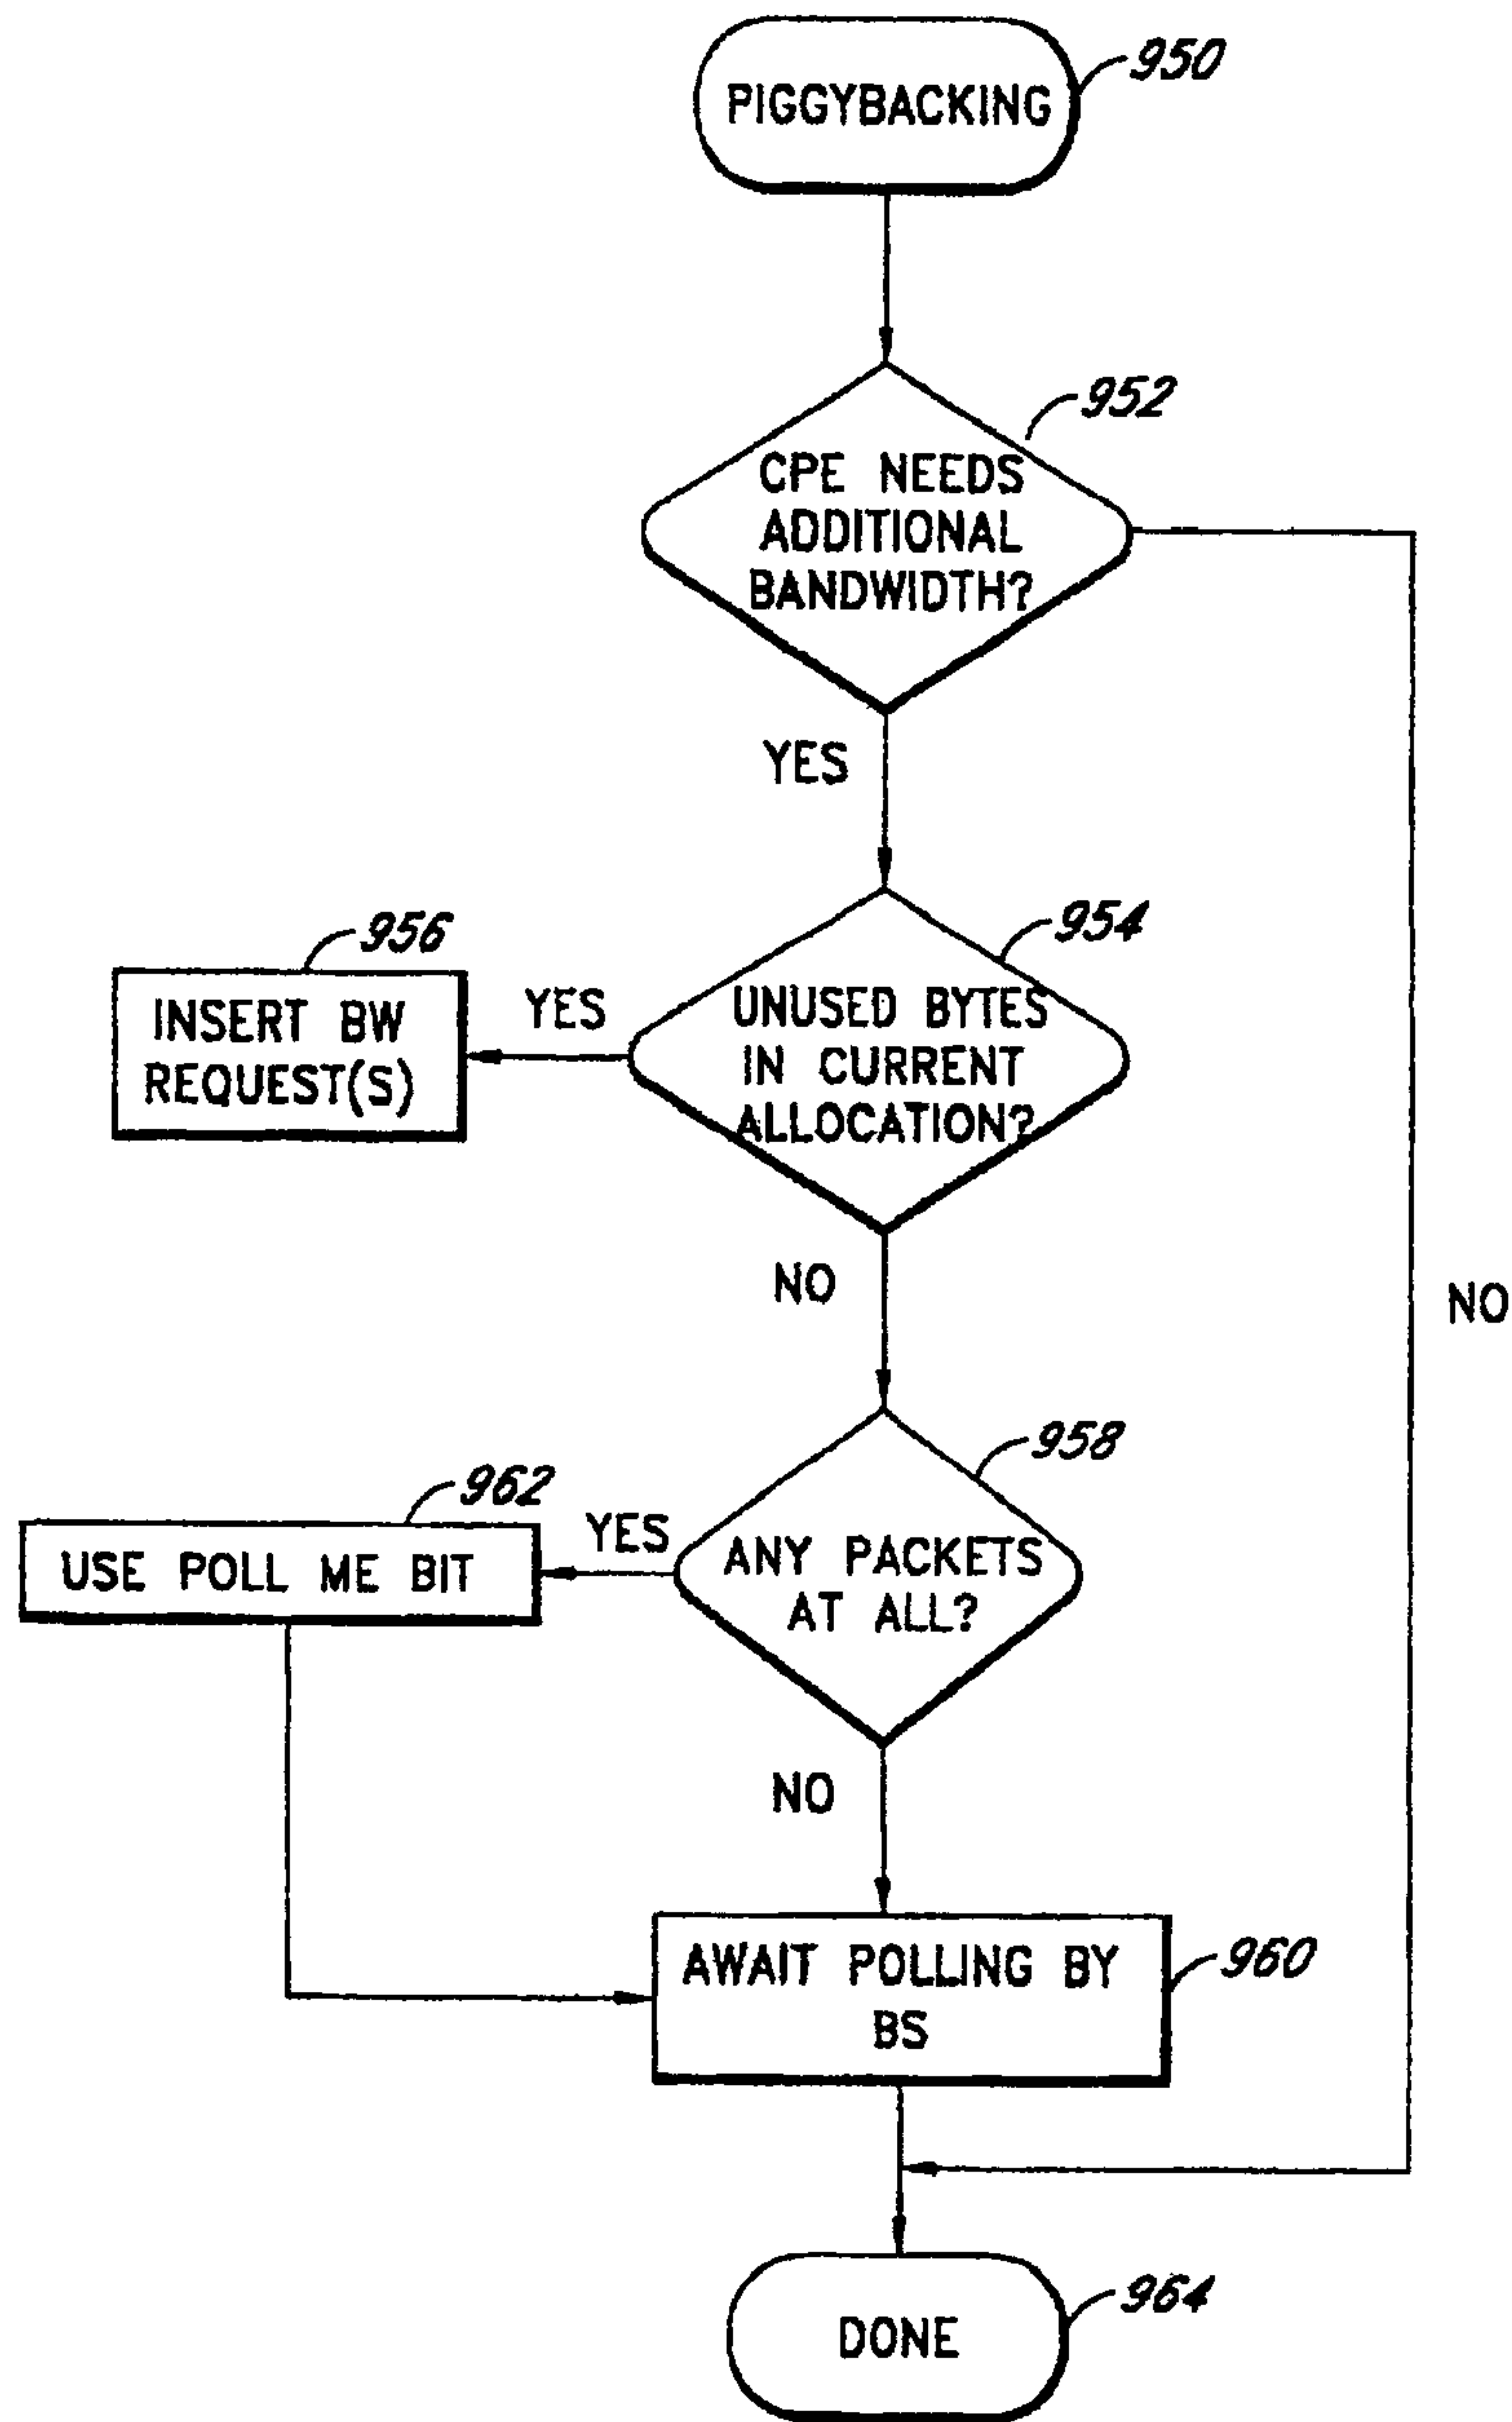 PIGGYBACKING
950
952
CPE NEEDS
ADDITIONAL
BANDWIDTH?
YES
NO
954
UNUSED BYTES
IN CURRENT
ALLOCATION?
YES
956
INSERT BW
REQUEST(S)
NO
958
ANY PACKETS
AT ALL?
YES
962
USE POLL ME BIT
NO
AWAIT POLLING BY
BS
960
DONE
964